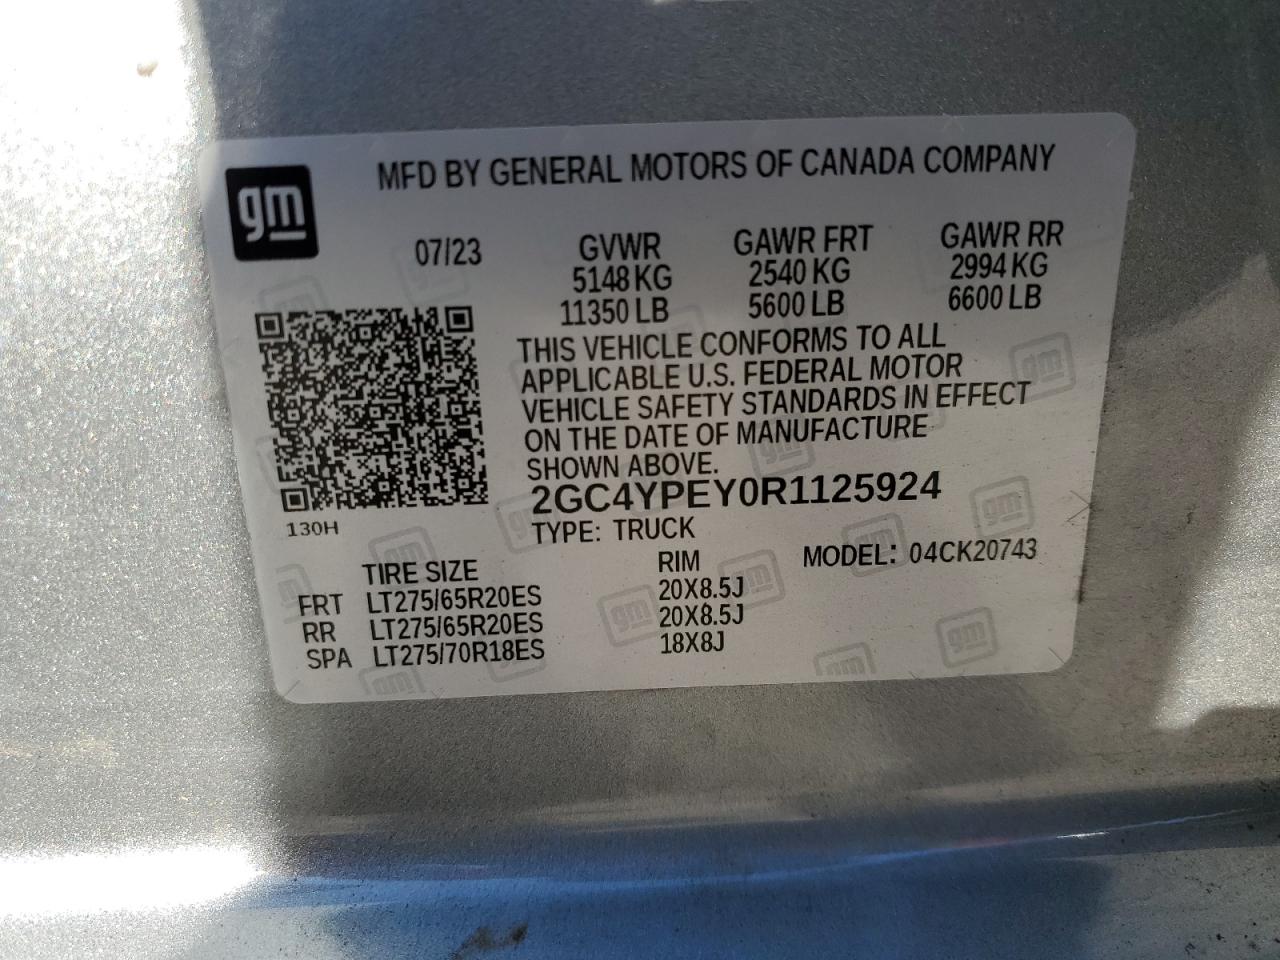 gm
MFD BY GENERAL MOTORS OF CANADA COMPANY
07/23 GVWR GAWR FRT GAWR RR
5148 KG 2540 KG 2994 KG
11350 LB 5600 LB 6600 LB
THIS VEHICLE CONFORMS TO ALL
APPLICABLE U.S. FEDERAL MOTOR
VEHICLE SAFETY STANDARDS IN EFFECT
ON THE DATE OF MANUFACTURE
SHOWN ABOVE.
2GC4YPEY0R1125924
130H
TYPE: TRUCK
MODEL: 04CK20743
TIRE SIZE RIM
FRT LT275/65R20ES 20X8.5J
RR LT275/65R20ES 20X8.5J
SPA LT275/70R18ES 18X8J